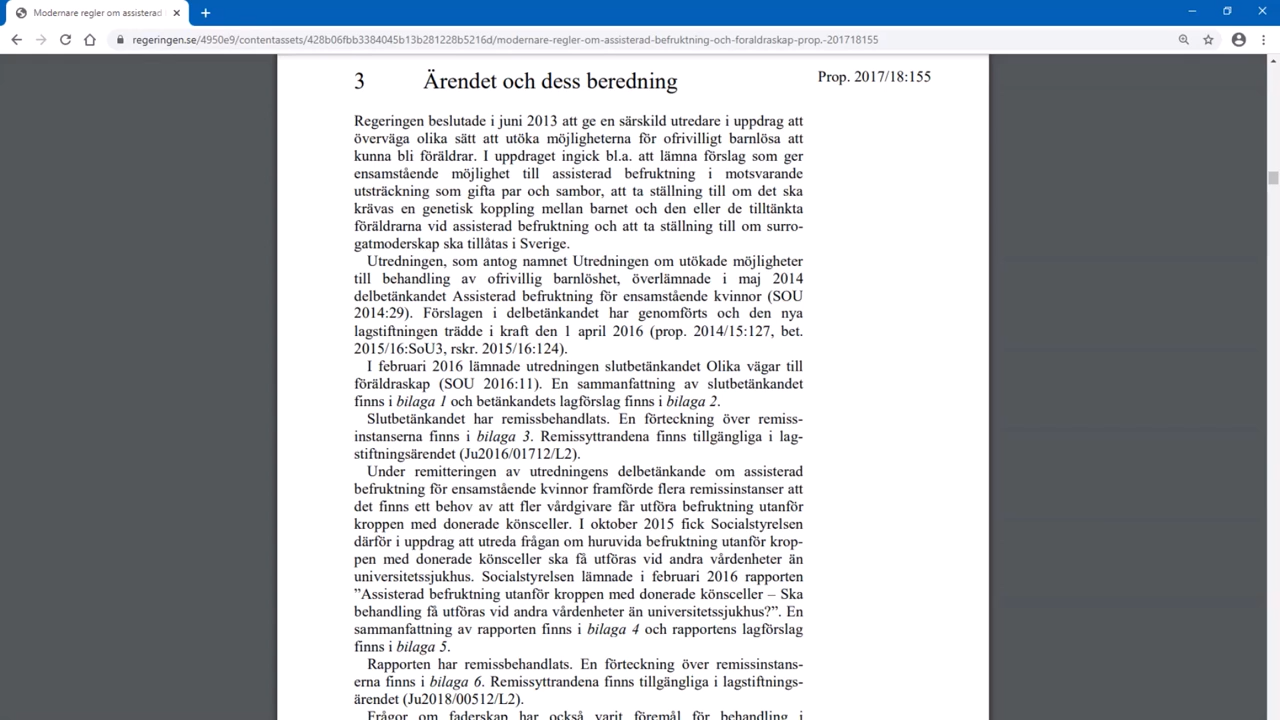 Modernare regler om assisterad
regeringen.se/4950e9/contentassets/428b06fbb3384045b13b281228b5216d/modernare-regler-om-assisterad-befruktning-och-foraldraskap-prop.-201718155
3 Ärendet och dess beredning
Prop. 2017/18:155
Regeringen beslutade i juni 2013 att ge en särskild utredare i uppdrag att
överväga olika sätt att utöka möjligheterna för ofrivilligt barnlösa att
kunna bli föräldrar. I uppdraget ingick bl.a. att lämna förslag som ger
ensamstående möjlighet till assisterad befruktning i motsvarande
utsträckning som gifta par och sambor, att ta ställning till om det ska
krävas en genetisk koppling mellan barnet och den eller de tilltänkta
föräldrarna vid assisterad befruktning och att ta ställning till om surro-
gatmoderskap ska tillåtas i Sverige.
Utredningen, som antog namnet Utredningen om utökade möjligheter
till behandling av ofrivillig barnlöshet, överlämnade i maj 2014
delbetänkandet Assisterad befruktning för ensamstående kvinnor (SOU
2014:29). Förslagen i delbetänkandet har genomförts och den nya
lagstiftningen trädde i kraft den 1 april 2016 (prop. 2014/15:127, bet.
2015/16:SoU3, rskr. 2015/16:124).
I februari 2016 lämnade utredningen slutbetänkandet Olika vägar till
föräldraskap (SOU 2016:11). En sammanfattning av slutbetänkandet
finns i bilaga 1 och betänkandets lagförslag finns i bilaga 2.
Slutbetänkandet har remissbehandlats. En förteckning över remiss-
instanserna finns i bilaga 3. Remissyttrandena finns tillgängliga i lag-
stiftningsärendet (Ju2016/01712/L2).
Under remitteringen av utredningens delbetänkande om assisterad
befruktning för ensamstående kvinnor framförde flera remissinstanser att
det finns ett behov av att fler vårdgivare får utföra befruktning utanför
kroppen med donerade könsceller. I oktober 2015 fick Socialstyrelsen
därför i uppdrag att utreda frågan om huruvida befruktning utanför krop-
pen med donerade könsceller ska få utföras vid andra vårdenheter än
universitetssjukhus. Socialstyrelsen lämnade i februari 2016 rapporten
”Assisterad befruktning utanför kroppen med donerade könsceller – Ska
behandling få utföras vid andra vårdenheter än universitetssjukhus?”. En
sammanfattning av rapporten finns i bilaga 4 och rapportens lagförslag
finns i bilaga 5.
Rapporten har remissbehandlats. En förteckning över remissinstans-
erna finns i bilaga 6. Remissyttrandena finns tillgängliga i lagstiftnings-
ärendet (Ju2018/00512/L2).
Frågor om faderskap har också varit föremål för behandling i